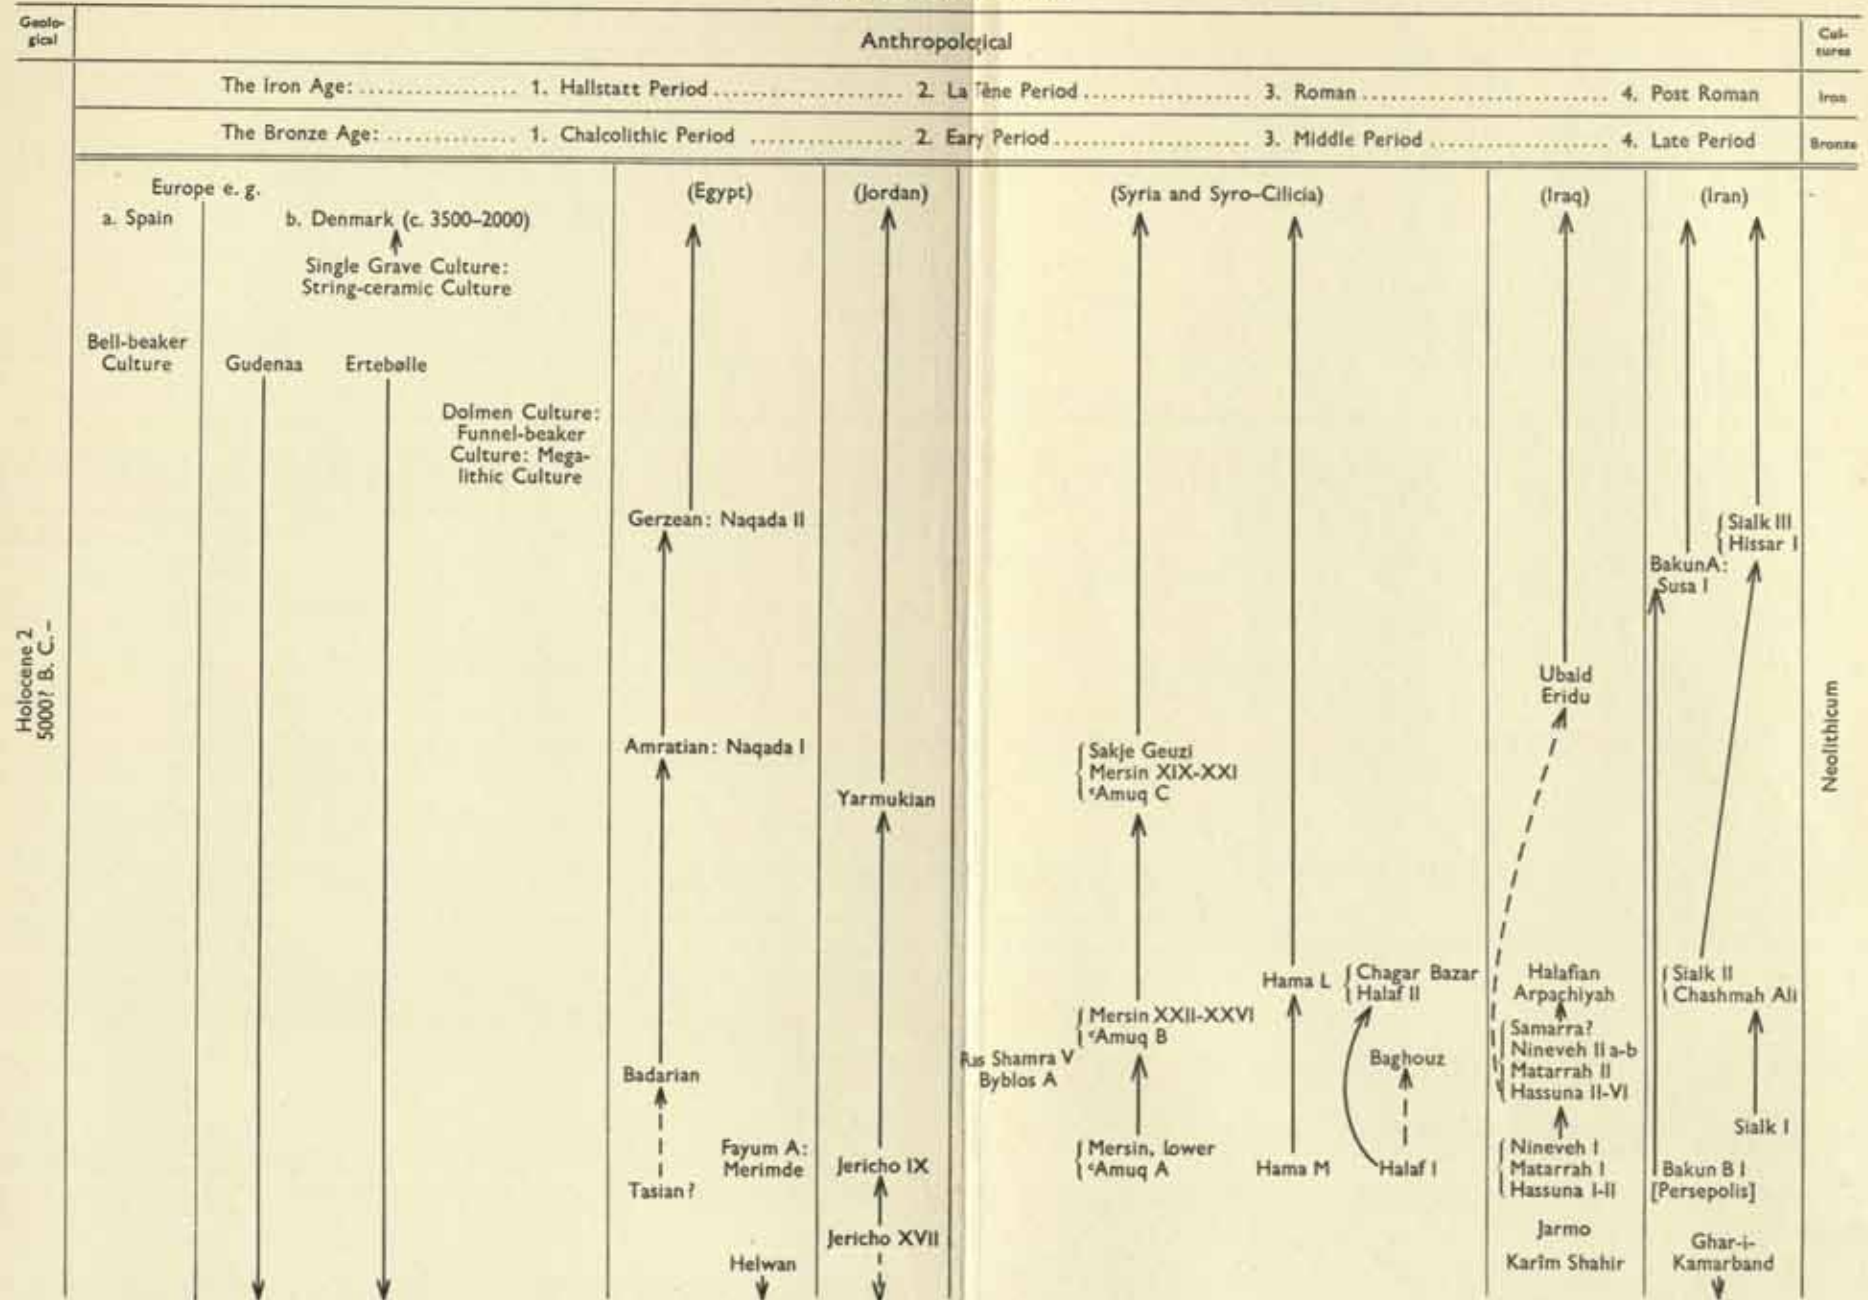 Geolo-
gical
Anthropological
Cul-
tures
The Iron Age: ................ 1. Hallstatt Period ................... 2. La Tène Period ................ 3. Roman ........................ 4. Post Roman
Iron
The Bronze Age: ............. 1. Chalcolithic Period ............... 2. Eary Period ................... 3. Middle Period ................. 4. Late Period
Bronze
Holocene 2
5000? B. C. –
Europe e. g.
a. Spain
b. Denmark (c. 3500–2000)
Single Grave Culture:
String-ceramic Culture
Bell-beaker
Culture
Gudenaa
Ertebølle
Dolmen Culture:
Funnel-beaker
Culture: Mega-
lithic Culture
(Egypt)
Gerzean: Naqada II
Amratian: Naqada I
Badarian
Fayum A:
Merimde
Tasian?
Helwan
(Jordan)
Yarmukian
Jericho IX
Jericho XVII
(Syria and Syro-Cilicia)
Sakje Geuzi
Mersin XIX-XXI
ʿAmuq C
Hama L
Chagar Bazar
Halaf II
Mersin XXII-XXVI
ʿAmuq B
Ras Shamra V
Byblos A
Baghouz
Mersin, lower
ʿAmuq A
Hama M
Halaf I
(Iraq)
Ubaid
Eridu
Halafian
Arpachiyah
Samarra?
Nineveh II a-b
Matarrah II
Hassuna II-VI
Nineveh I
Matarrah I
Hassuna I-II
Jarmo
Karîm Shahir
(Iran)
Sialk III
Hissar I
Bakun A:
Susa I
Sialk II
Chashmah Ali
Sialk I
Bakun B I
[Persepolis]
Ghar-i-
Kamarband
Neolithicum